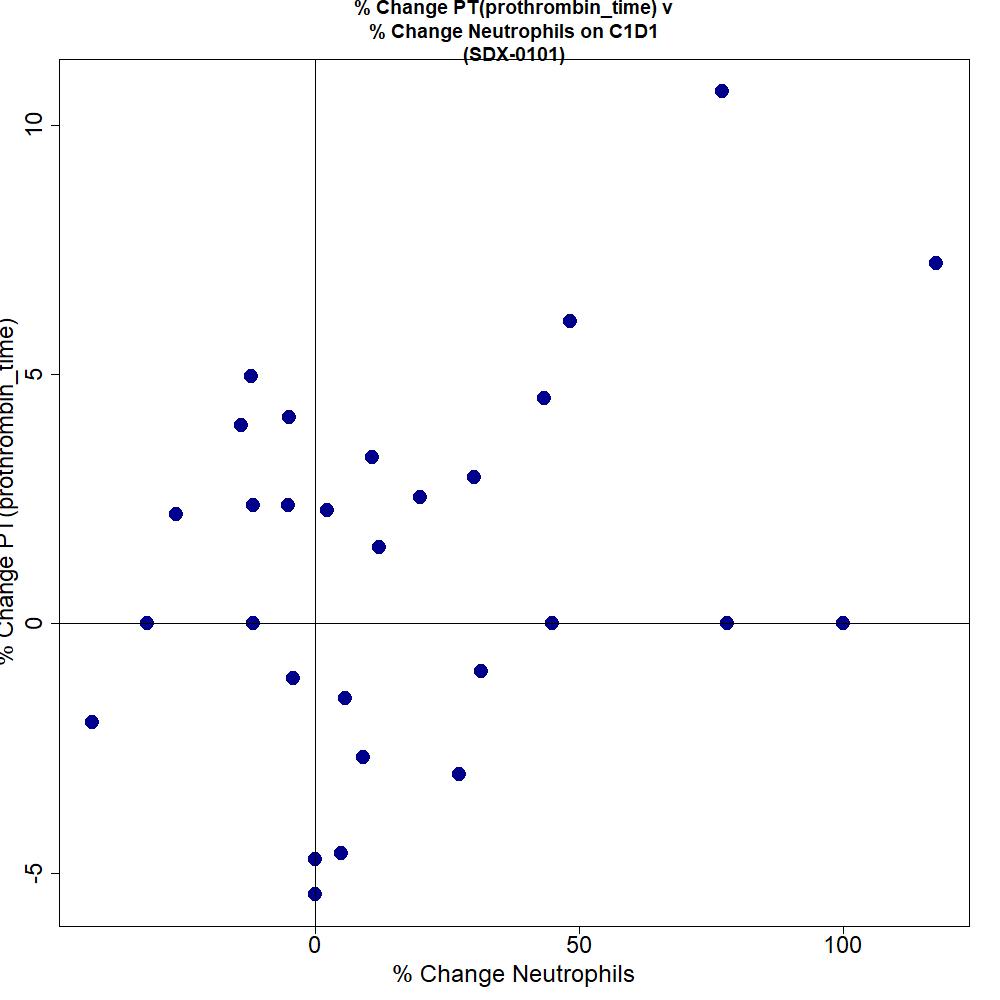 % Change PT(prothrombin_time) v
% Change Neutrophils on C1D1
(SDX-0101)
% Change PT(prothrombin_time)
10
5
0
-5
0
50
100
% Change Neutrophils